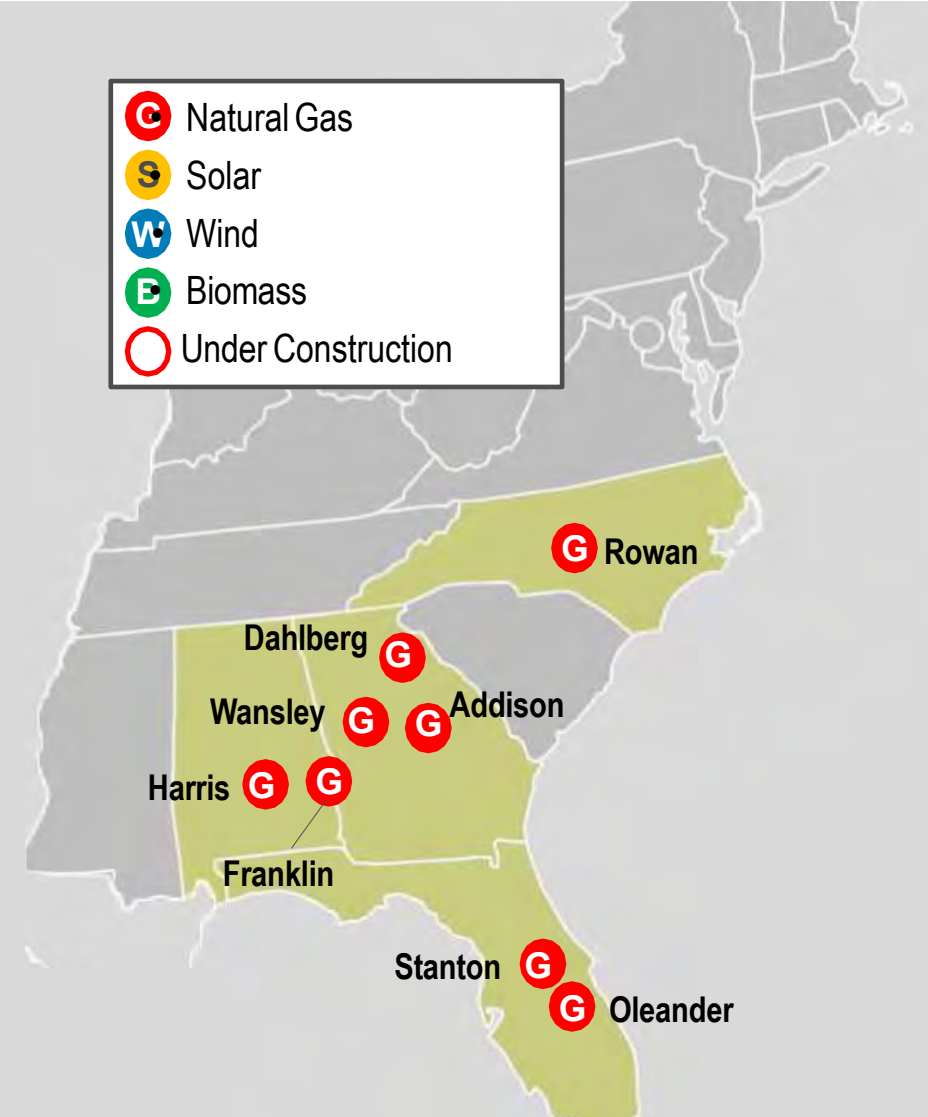 G Natural Gas
S Solar
W Wind
B Biomass
Under Construction
G Rowan
Dahlberg G
Wansley G
G Addison
Harris G
G
Franklin
Stanton G
G Oleander